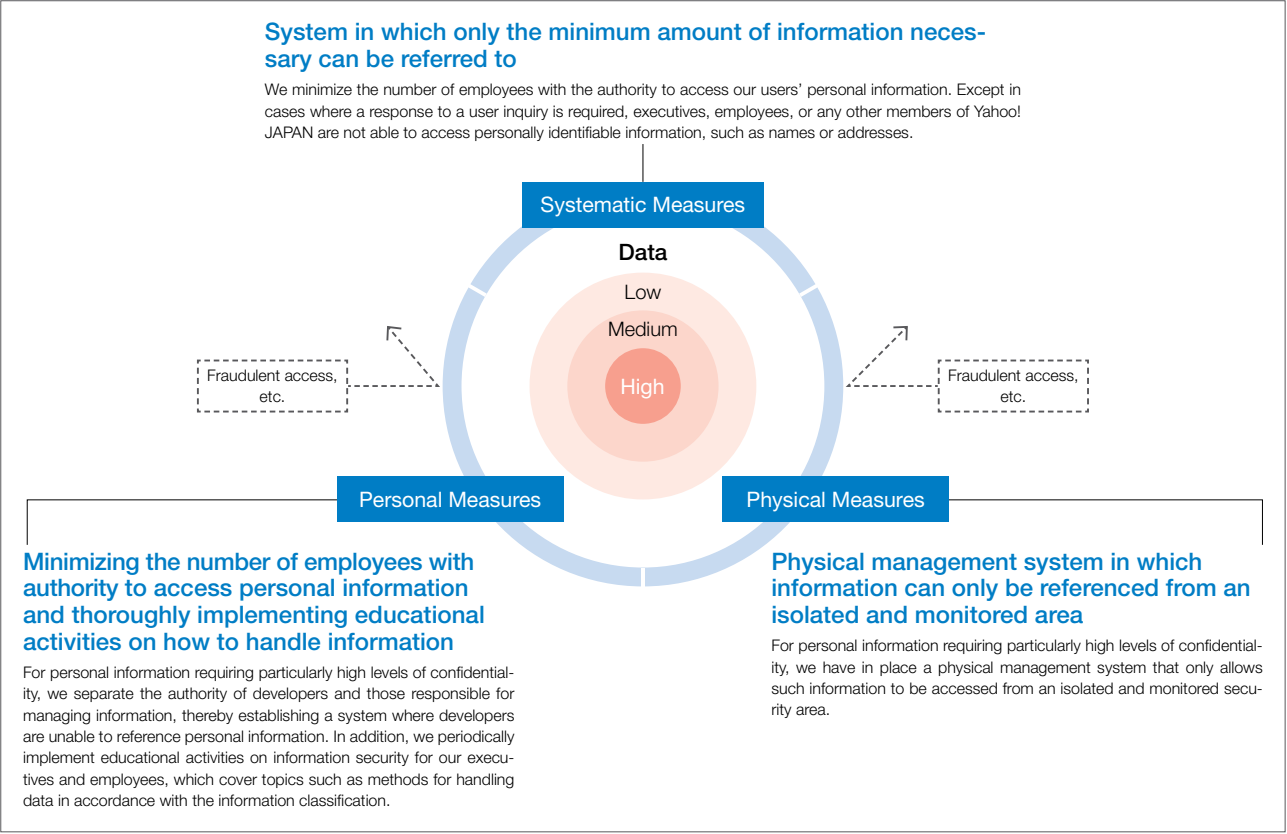 System in which only the minimum amount of information neces-
sary can be referred to
We minimize the number of employees with the authority to access our users’ personal information. Except in
cases where a response to a user inquiry is required, executives, employees, or any other members of Yahoo!
JAPAN are not able to access personally identifiable information, such as names or addresses.
Systematic Measures
Data
Low
Medium
High
Fraudulent access,
etc.
Fraudulent access,
etc.
Personal Measures
Physical Measures
Minimizing the number of employees with
authority to access personal information
and thoroughly implementing educational
activities on how to handle information
For personal information requiring particularly high levels of confidential-
ity, we separate the authority of developers and those responsible for
managing information, thereby establishing a system where developers
are unable to reference personal information. In addition, we periodically
implement educational activities on information security for our execu-
tives and employees, which cover topics such as methods for handling
data in accordance with the information classification.
Physical management system in which
information can only be referenced from an
isolated and monitored area
For personal information requiring particularly high levels of confidential-
ity, we have in place a physical management system that only allows
such information to be accessed from an isolated and monitored secu-
rity area.